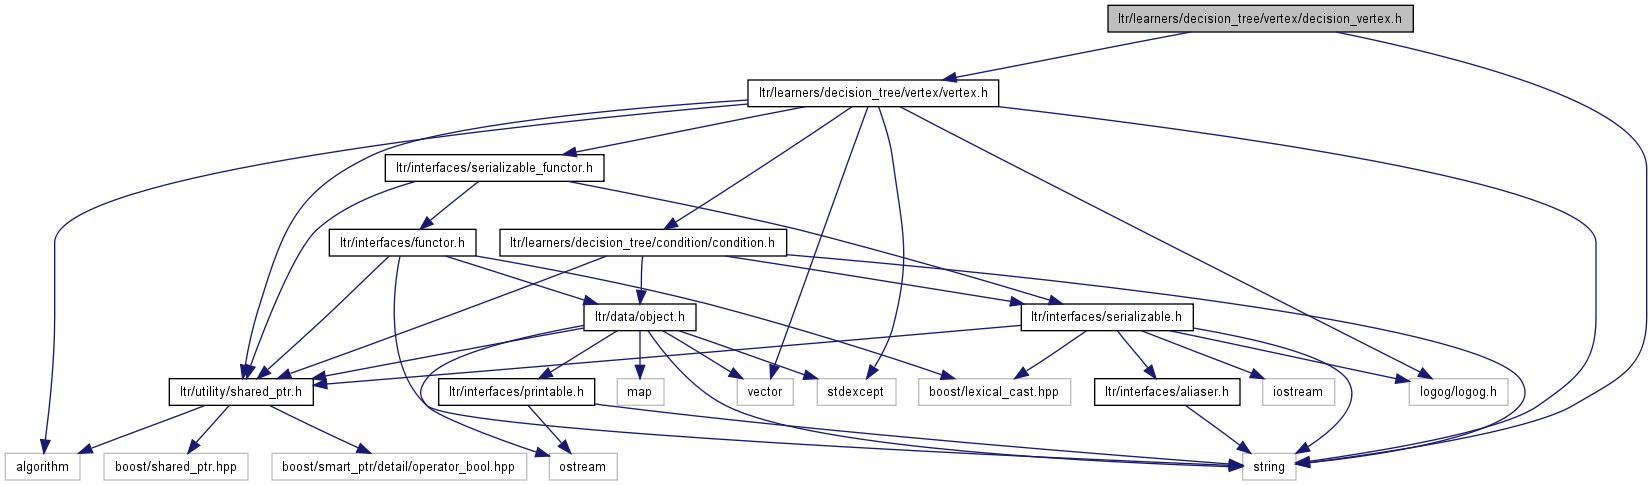 ltr/learners/decision_tree/vertex/decision_vertex.h
ltr/learners/decision_tree/vertex/vertex.h
ltr/interfaces/serializable_functor.h
ltr/interfaces/functor.h
ltr/learners/decision_tree/condition/condition.h
ltr/data/object.h
ltr/interfaces/serializable.h
ltr/utility/shared_ptr.h
ltr/interfaces/printable.h
map
vector
stdexcept
boost/lexical_cast.hpp
ltr/interfaces/aliaser.h
iostream
logog/logog.h
algorithm
boost/shared_ptr.hpp
boost/smart_ptr/detail/operator_bool.hpp
ostream
string